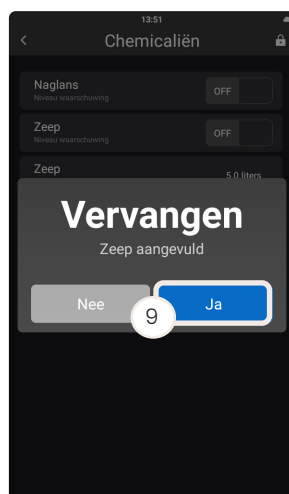 13:51
Chemicaliën
Naglans
Niveau waarschuwing
OFF
Zeep
Niveau waarschuwing
OFF
Zeep
5.0 liters
Vervangen
Zeep aangevuld
Nee
9
Ja